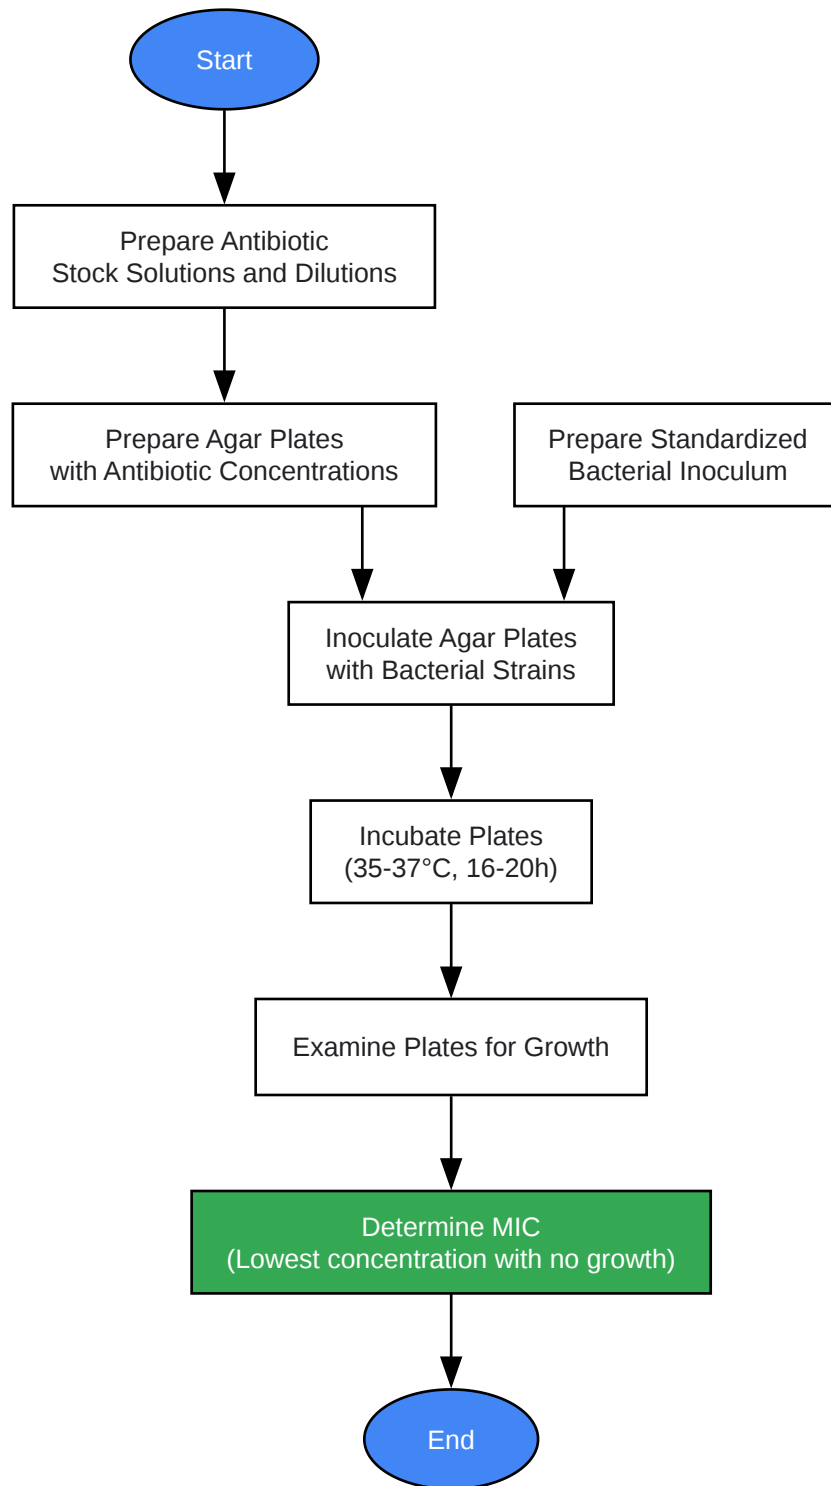 Start
Prepare Antibiotic
Stock Solutions and Dilutions
Prepare Agar Plates
with Antibiotic Concentrations
Prepare Standardized
Bacterial Inoculum
Inoculate Agar Plates
with Bacterial Strains
Incubate Plates
(35-37°C, 16-20h)
Examine Plates for Growth
Determine MIC
(Lowest concentration with no growth)
End